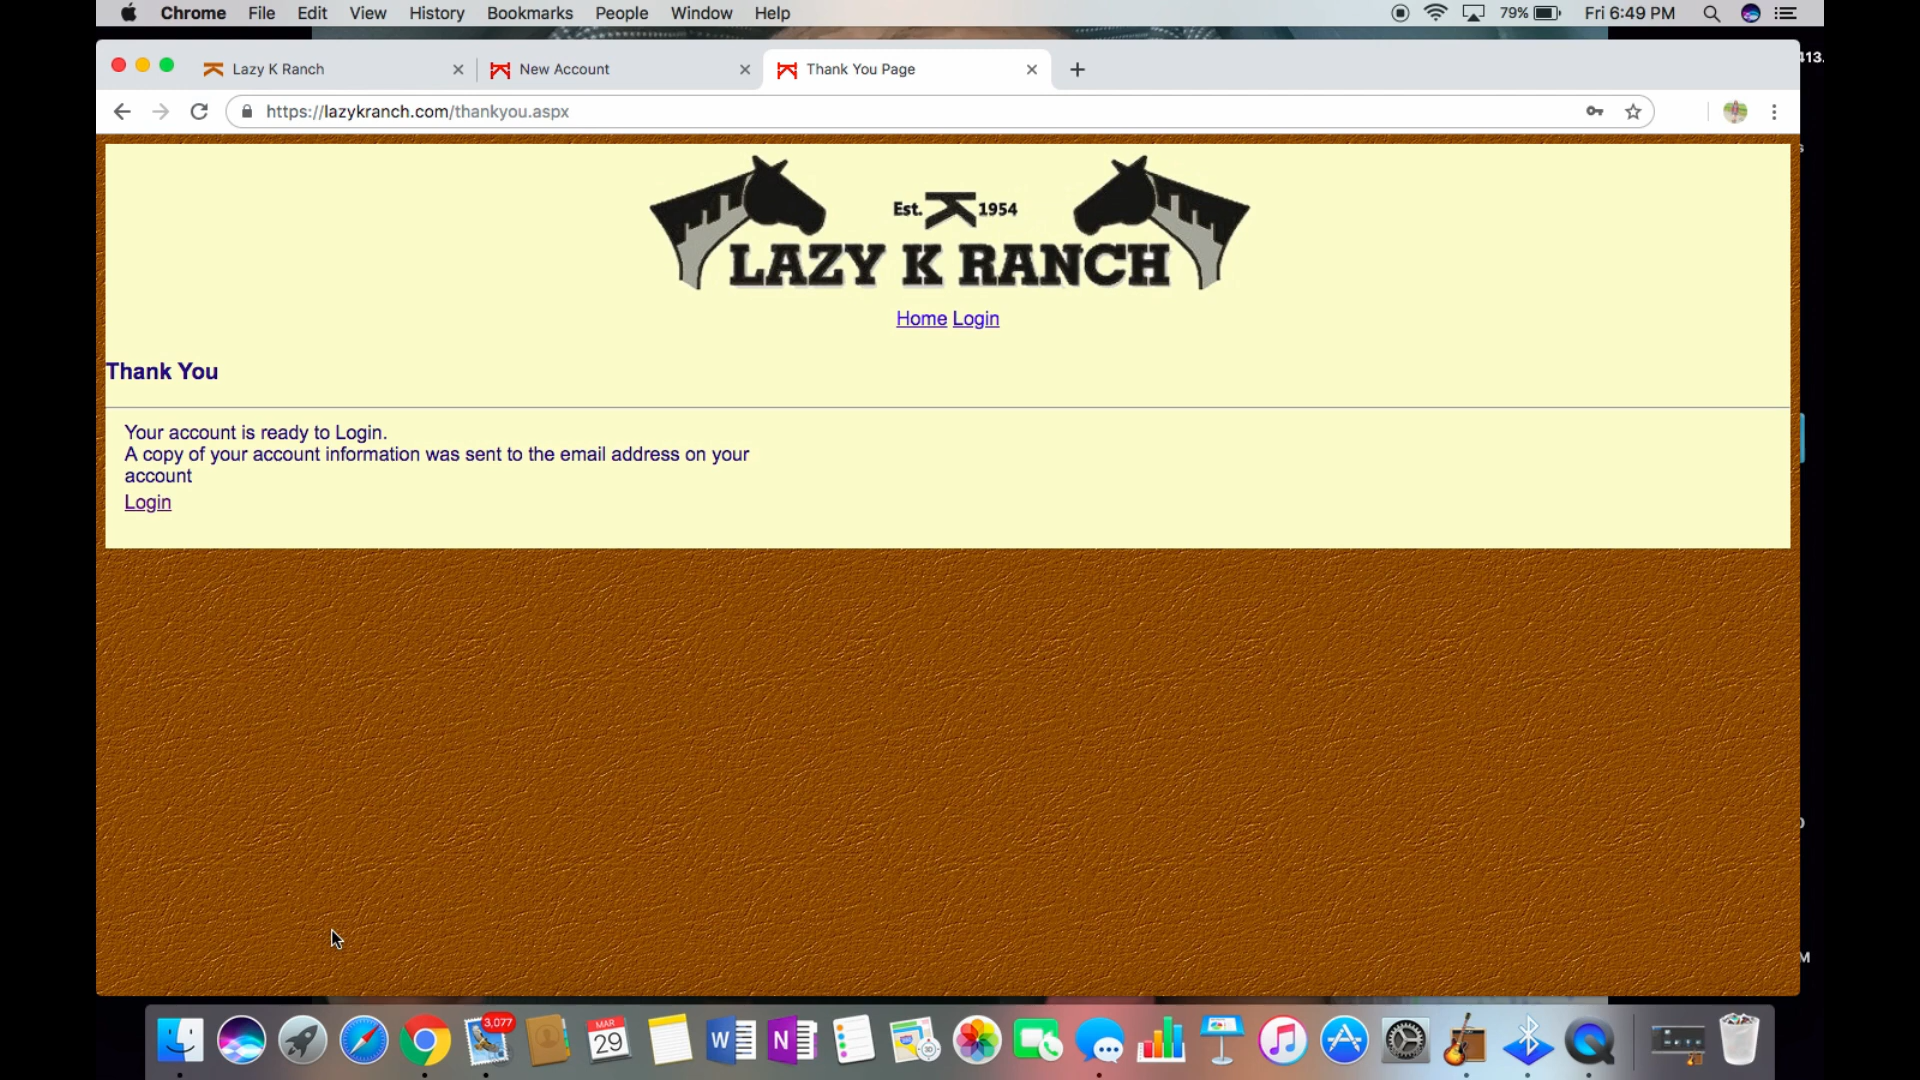 Chrome File Edit View History Bookmarks People Window Help
79% Fri 6:49 PM
413.
Lazy K Ranch
New Account
Thank You Page
https://lazykranch.com/thankyou.aspx
Est. K 1954
LAZY K RANCH
Home Login
Thank You
Your account is ready to Login.
A copy of your account information was sent to the email address on your
account
Login
M
3,077
MAR
29
W
N
3D